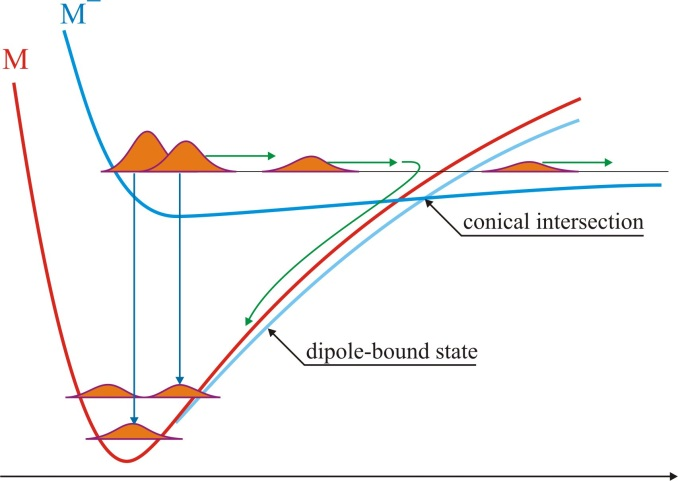 M⁻
M
conical intersection
dipole-bound state